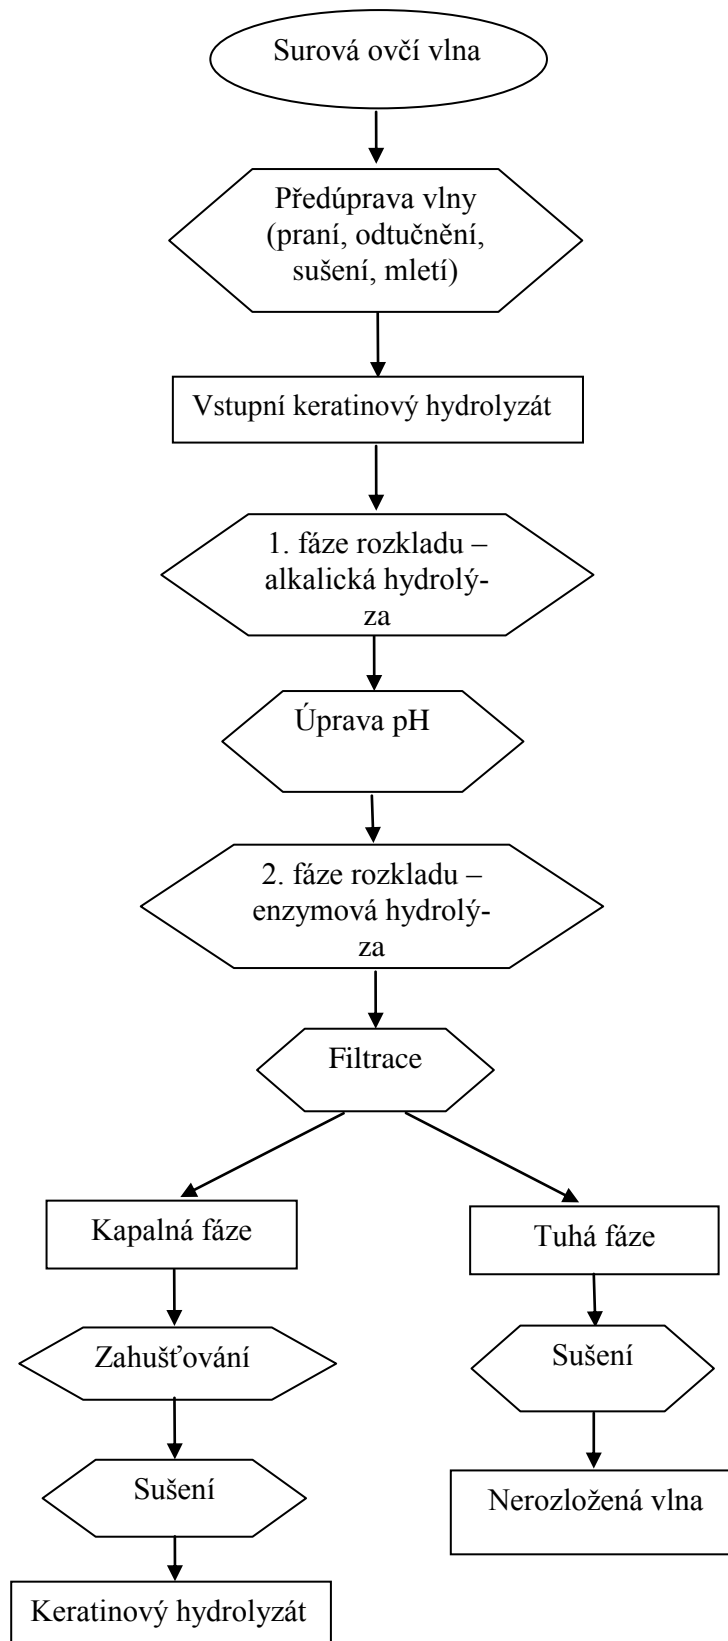 Surová ovčí vlna
Předúprava vlny
(praní, odtučnění,
sušení, mletí)
Vstupní keratinový hydrolyzát
1. fáze rozkladu –
alkalická hydrolý-
za
Úprava pH
2. fáze rozkladu –
enzymová hydrolý-
za
Filtrace
Kapalná fáze
Tuhá fáze
Zahušťování
Sušení
Sušení
Nerozložená vlna
Keratinový hydrolyzát